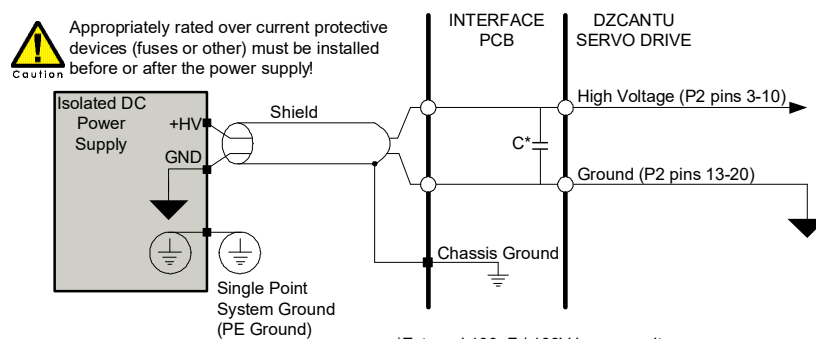 Appropriately rated over current protective
devices (fuses or other) must be installed
before or after the power supply!
Caution
INTERFACE
PCB
DZCANTU
SERVO DRIVE
Isolated DC
Power
Supply
+HV
GND
Shield
High Voltage (P2 pins 3-10)
C*
Ground (P2 pins 13-20)
Chassis Ground
Single Point
System Ground
(PE Ground)